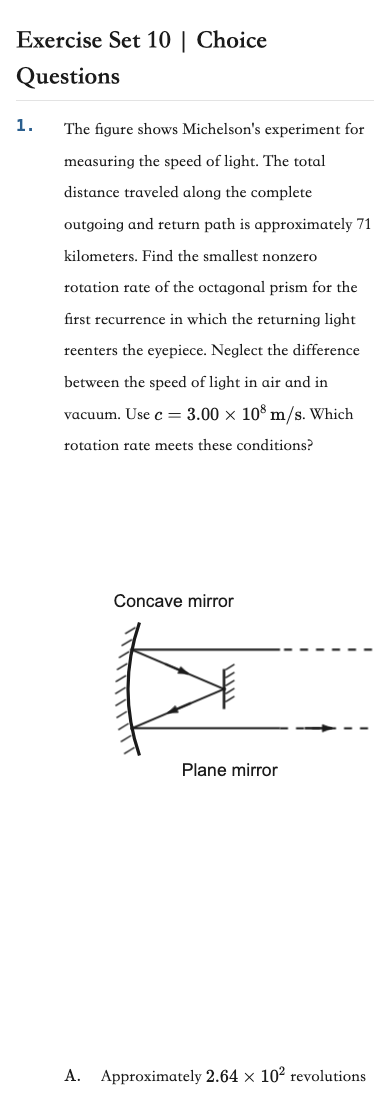 Exercise Set 10 | Choice
Questions
1. The figure shows Michelson's experiment for
measuring the speed of light. The total
distance traveled along the complete
outgoing and return path is approximately 71
kilometers. Find the smallest nonzero
rotation rate of the octagonal prism for the
first recurrence in which the returning light
reenters the eyepiece. Neglect the difference
between the speed of light in air and in
vacuum. Use c = 3.00 × 10⁸ m/s. Which
rotation rate meets these conditions?
Concave mirror
Plane mirror
A. Approximately 2.64 × 10² revolutions